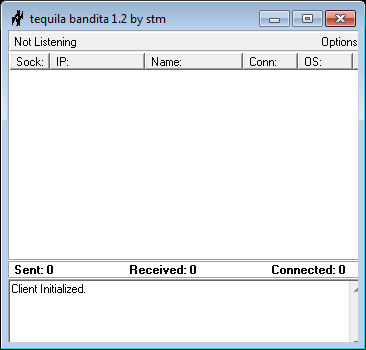 tequila bandita 1.2 by stm
Not Listening Options
Sock: IP: Name: Conn: OS:
Sent: 0 Received: 0 Connected: 0
Client Initialized.